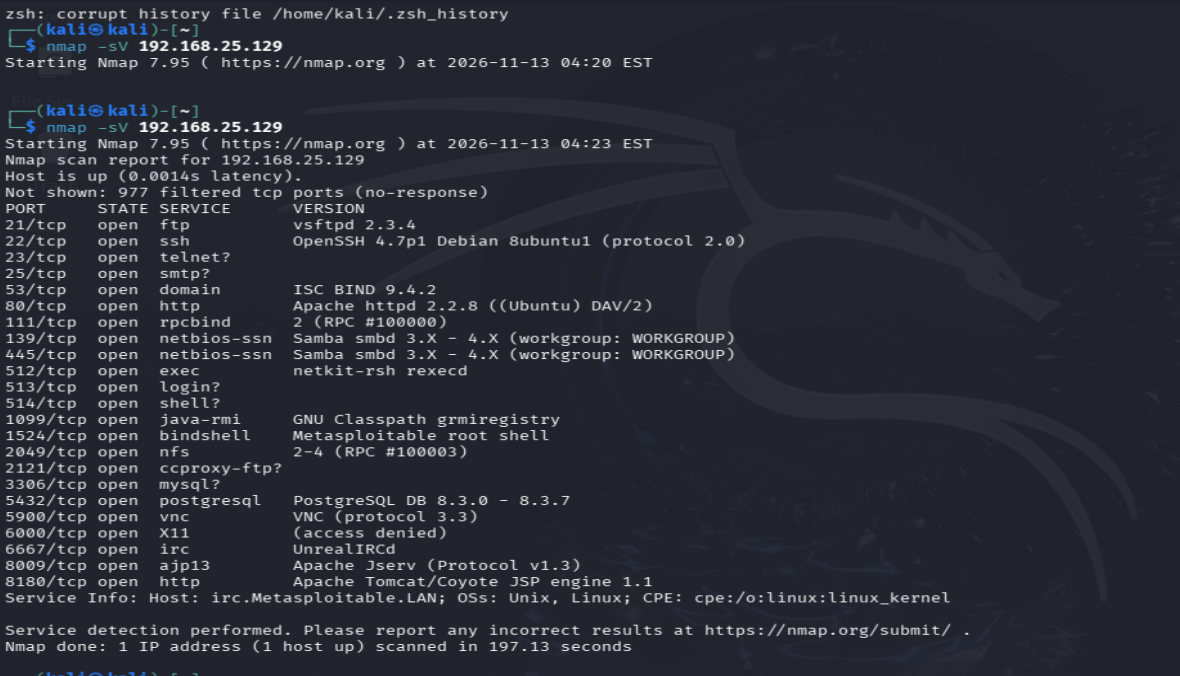 zsh: corrupt history file /home/kali/.zsh_history
┌──(kali㉿kali)-[~]
└─$ nmap -sV 192.168.25.129
Starting Nmap 7.95 ( https://nmap.org ) at 2026-11-13 04:20 EST
┌──(kali㉿kali)-[~]
└─$ nmap -sV 192.168.25.129
Starting Nmap 7.95 ( https://nmap.org ) at 2026-11-13 04:23 EST
Nmap scan report for 192.168.25.129
Host is up (0.0014s latency).
Not shown: 977 filtered tcp ports (no-response)
PORT     STATE SERVICE     VERSION
21/tcp   open  ftp         vsftpd 2.3.4
22/tcp   open  ssh         OpenSSH 4.7p1 Debian 8ubuntu1 (protocol 2.0)
23/tcp   open  telnet?
25/tcp   open  smtp?
53/tcp   open  domain      ISC BIND 9.4.2
80/tcp   open  http        Apache httpd 2.2.8 ((Ubuntu) DAV/2)
111/tcp  open  rpcbind     2 (RPC #100000)
139/tcp  open  netbios-ssn Samba smbd 3.X - 4.X (workgroup: WORKGROUP)
445/tcp  open  netbios-ssn Samba smbd 3.X - 4.X (workgroup: WORKGROUP)
512/tcp  open  exec        netkit-rsh rexecd
513/tcp  open  login?
514/tcp  open  shell?
1099/tcp open  java-rmi    GNU Classpath grmiregistry
1524/tcp open  bindshell   Metasploitable root shell
2049/tcp open  nfs         2-4 (RPC #100003)
2121/tcp open  ccproxy-ftp?
3306/tcp open  mysql?
5432/tcp open  postgresql  PostgreSQL DB 8.3.0 - 8.3.7
5900/tcp open  vnc         VNC (protocol 3.3)
6000/tcp open  X11         (access denied)
6667/tcp open  irc         UnrealIRCd
8009/tcp open  ajp13       Apache Jserv (Protocol v1.3)
8180/tcp open  http        Apache Tomcat/Coyote JSP engine 1.1
Service Info: Host: irc.Metasploitable.LAN; OSs: Unix, Linux; CPE: cpe:/o:linux:linux_kernel
Service detection performed. Please report any incorrect results at https://nmap.org/submit/ .
Nmap done: 1 IP address (1 host up) scanned in 197.13 seconds